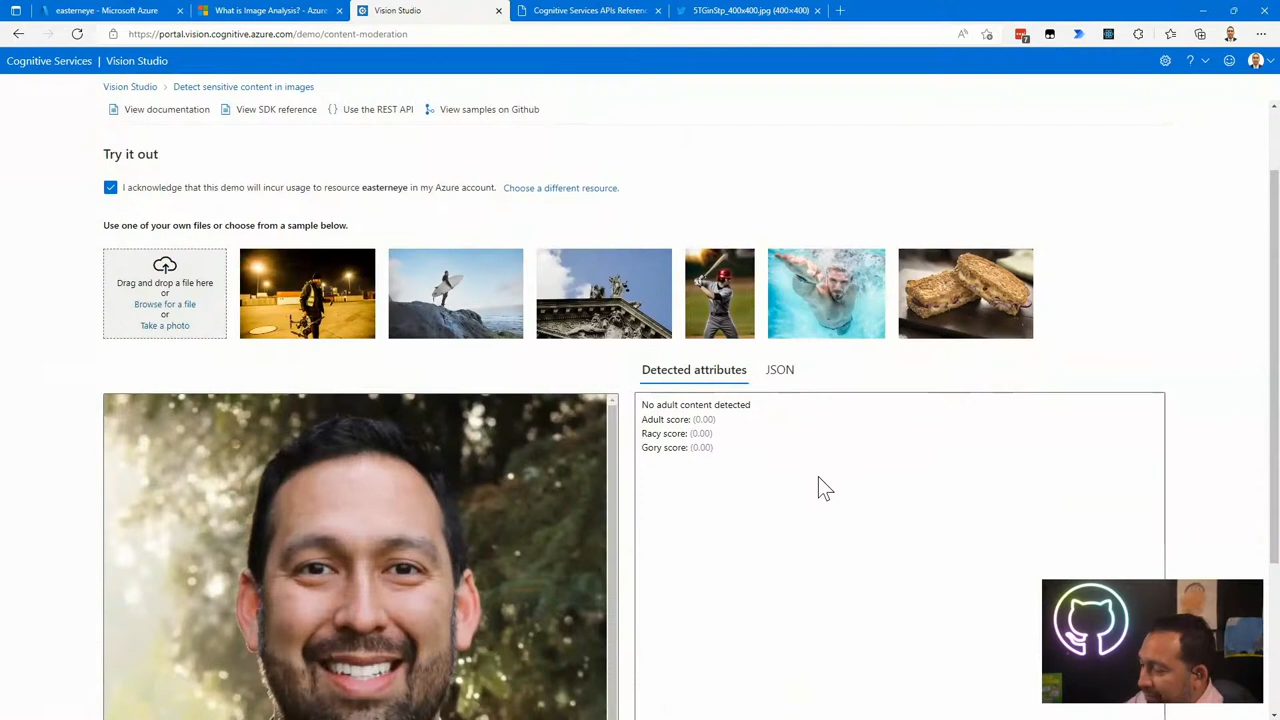 easterneye - Microsoft Azure
What is Image Analysis? - Azure
Vision Studio
Cognitive Services APIs Referenc
5TGinStp_400x400.jpg (400×400)
https://portal.vision.cognitive.azure.com/demo/content-moderation
7
Cognitive Services | Vision Studio
Vision Studio > Detect sensitive content in images
View documentation
View SDK reference
Use the REST API
View samples on Github
Try it out
I acknowledge that this demo will incur usage to resource easterneye in my Azure account. Choose a different resource.
Use one of your own files or choose from a sample below.
Drag and drop a file here
or
Browse for a file
or
Take a photo
Detected attributes
JSON
No adult content detected
Adult score: (0.00)
Racy score: (0.00)
Gory score: (0.00)